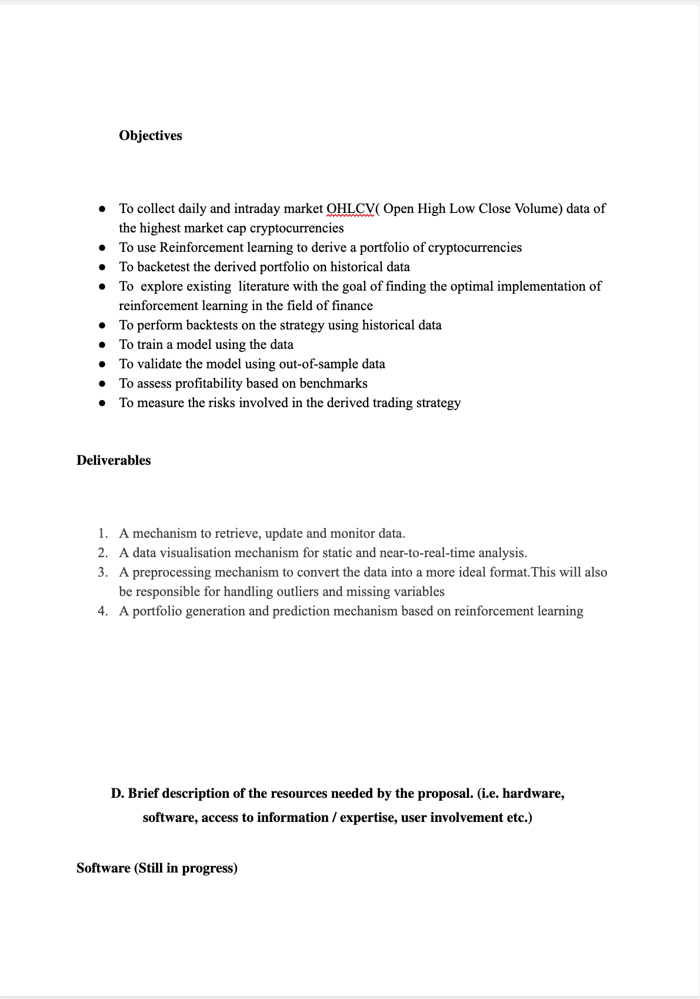 Objectives
● To collect daily and intraday market OHLCV( Open High Low Close Volume) data of
the highest market cap cryptocurrencies
● To use Reinforcement learning to derive a portfolio of cryptocurrencies
● To backetest the derived portfolio on historical data
● To  explore existing  literature with the goal of finding the optimal implementation of
reinforcement learning in the field of finance
● To perform backtests on the strategy using historical data
● To train a model using the data
● To validate the model using out-of-sample data
● To assess profitability based on benchmarks
● To measure the risks involved in the derived trading strategy
Deliverables
1. A mechanism to retrieve, update and monitor data.
2. A data visualisation mechanism for static and near-to-real-time analysis.
3. A preprocessing mechanism to convert the data into a more ideal format.This will also
be responsible for handling outliers and missing variables
4. A portfolio generation and prediction mechanism based on reinforcement learning
D. Brief description of the resources needed by the proposal. (i.e. hardware,
software, access to information / expertise, user involvement etc.)
Software (Still in progress)